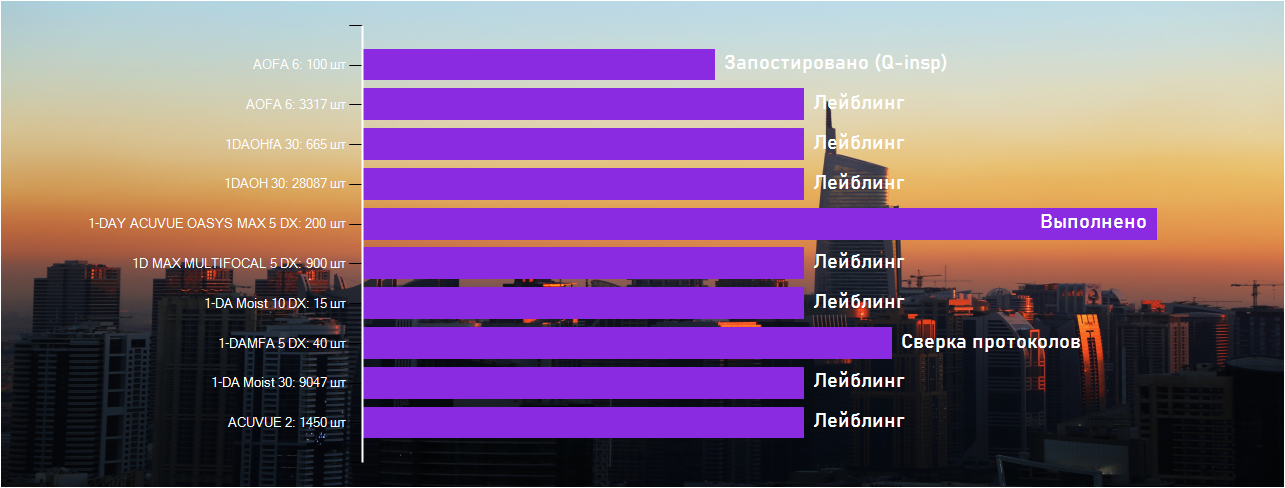 AOFA 6: 100 шт Запостировано (Q-insp)
AOFA 6: 3317 шт Лейблинг
1DAOHfA 30: 665 шт Лейблинг
1DAOH 30: 28087 шт Лейблинг
1-DAY ACUVUE OASYS MAX 5 DX: 200 шт Выполнено
1D MAX MULTIFOCAL 5 DX: 900 шт Лейблинг
1-DA Moist 10 DX: 15 шт Лейблинг
1-DAMFA 5 DX: 40 шт Сверка протоколов
1-DA Moist 30: 9047 шт Лейблинг
ACUVUE 2: 1450 шт Лейблинг